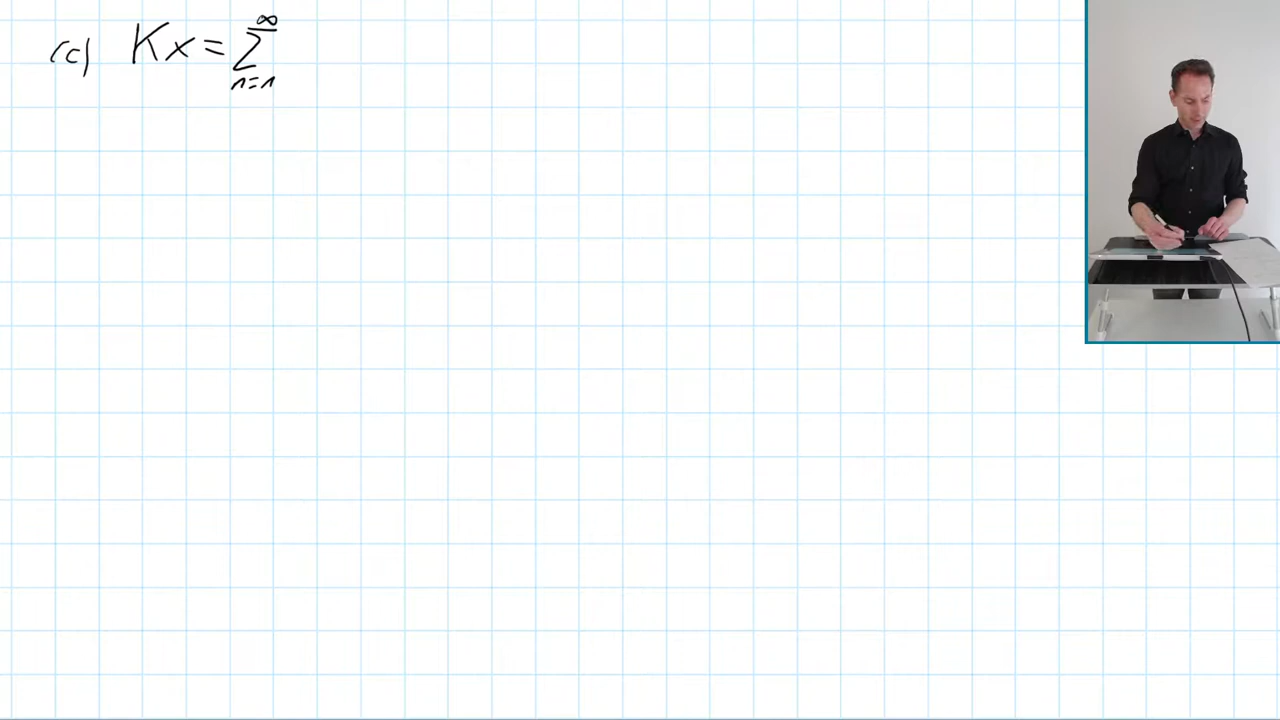 (c) Kx = ∑_{n=1}^{∞}